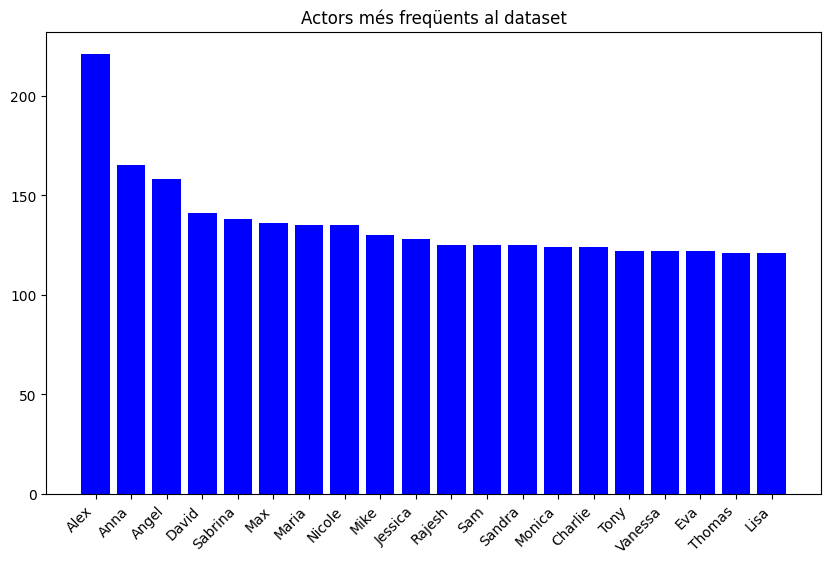 Actors més freqüents al dataset
200
150
100
50
0
Alex
Anna
Angel
David
Sabrina
Max
Maria
Nicole
Mike
Jessica
Rajesh
Sam
Sandra
Monica
Charlie
Tony
Vanessa
Eva
Thomas
Lisa